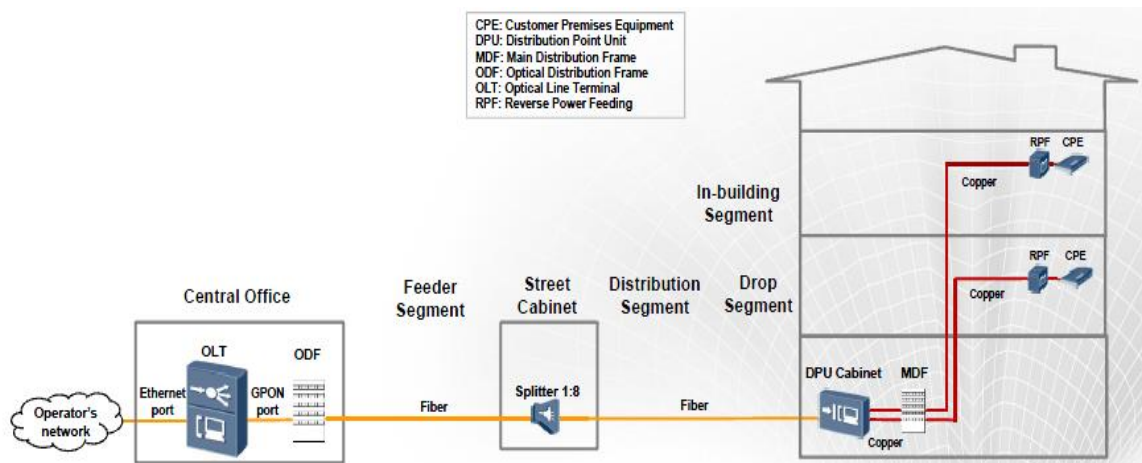 CPE: Customer Premises Equipment
DPU: Distribution Point Unit
MDF: Main Distribution Frame
ODF: Optical Distribution Frame
OLT: Optical Line Terminal
RPF: Reverse Power Feeding
RPF CPE
Copper
In-building
Segment
RPF CPE
Copper
Central Office
Feeder
Segment
Street
Cabinet
Distribution
Segment
Drop
Segment
OLT
ODF
DPU Cabinet
MDF
Ethernet
port
GPON
port
Splitter 1:8
Operator's
network
Fiber
Fiber
Copper